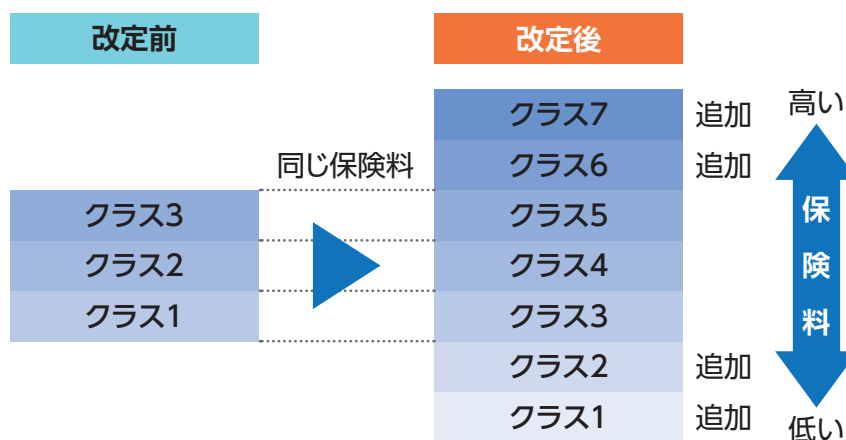 改定前
改定後
クラス7 追加 高い
同じ保険料 クラス6 追加
クラス3 クラス5
クラス2 クラス4
クラス1 クラス3
クラス2 追加
クラス1 追加 低い
保険料